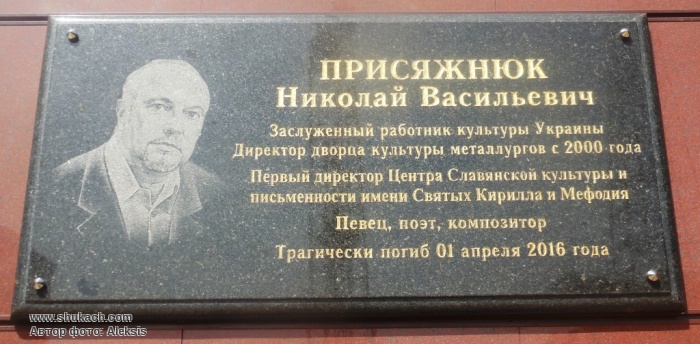 ПРИСЯЖНЮК
Николай Васильевич
Заслуженный работник культуры Украины
Директор дворца культуры металлургов с 2000 года
Первый директор Центра Славянской культуры и
письменности имени Святых Кирилла и Мефодия
Певец, поэт, композитор
Трагически погиб 01 апреля 2016 года
www.shukach.com
Автор фото: Aleksis